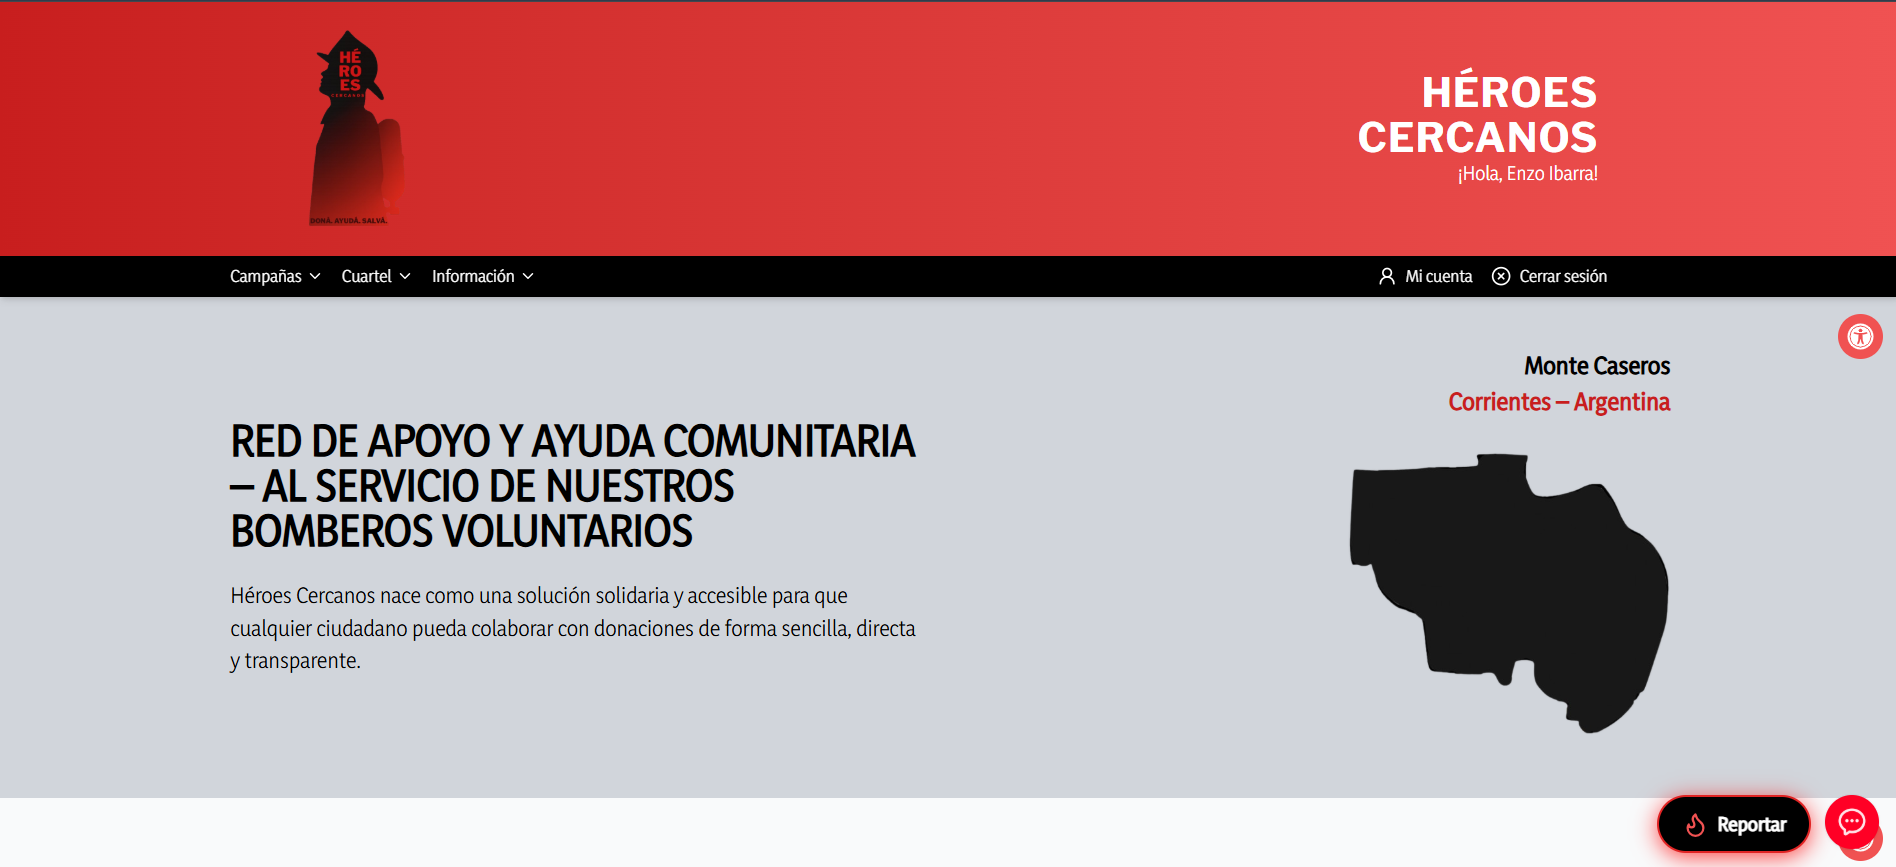 HÉ
RO
ES
CERCANOS
DONÁ. AYUDÁ. SALVÁ.
HÉROES
CERCANOS
¡Hola, Enzo Ibarra!
Campañas
Cuartel
Información
Mi cuenta
Cerrar sesión
Monte Caseros
Corrientes – Argentina
RED DE APOYO Y AYUDA COMUNITARIA
– AL SERVICIO DE NUESTROS
BOMBEROS VOLUNTARIOS
Héroes Cercanos nace como una solución solidaria y accesible para que
cualquier ciudadano pueda colaborar con donaciones de forma sencilla, directa
y transparente.
Reportar